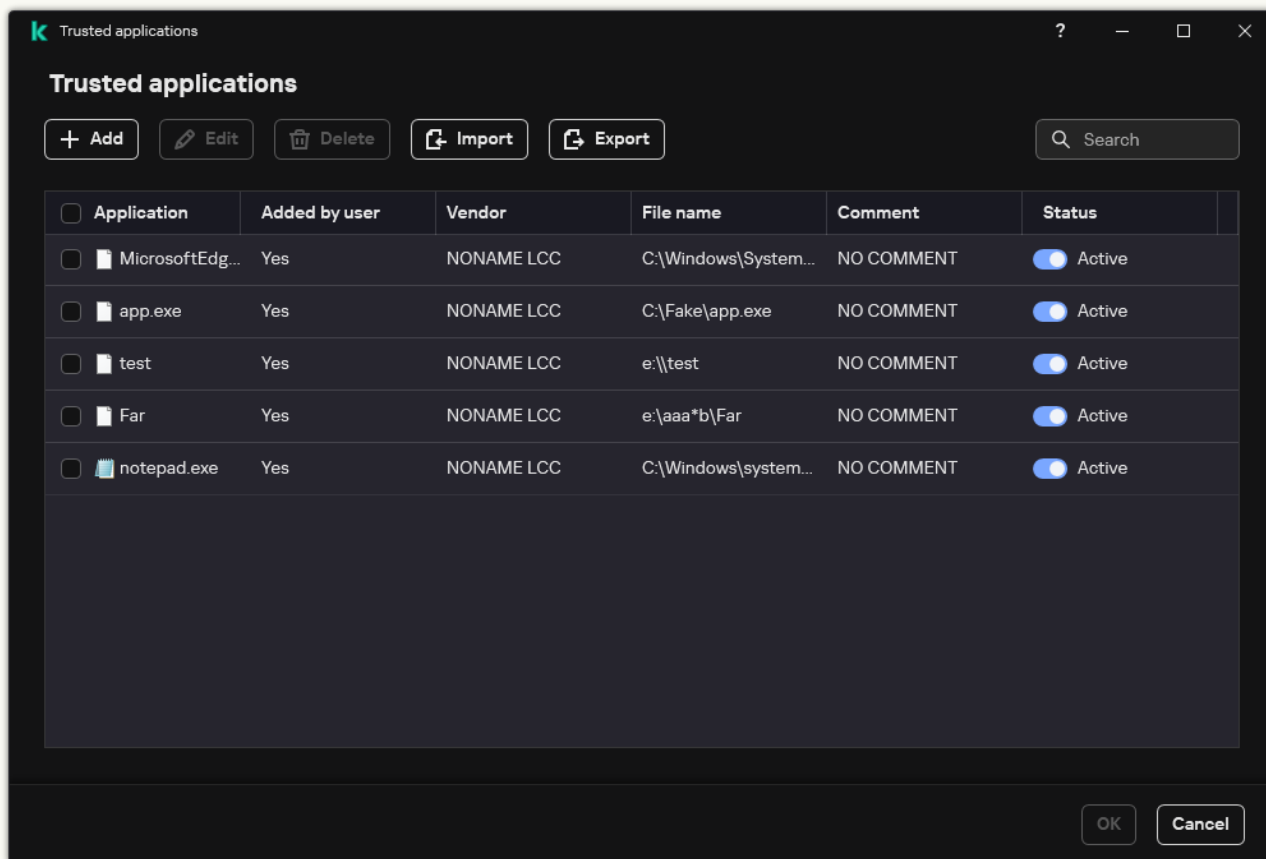 Trusted applications
Trusted applications
Add Edit Delete Import Export Search
Application Added by user Vendor File name Comment Status
MicrosoftEdg... Yes NONAME LCC C:\Windows\System... NO COMMENT Active
app.exe Yes NONAME LCC C:\Fake\app.exe NO COMMENT Active
test Yes NONAME LCC e:\\test NO COMMENT Active
Far Yes NONAME LCC e:\aaa*b\Far NO COMMENT Active
notepad.exe Yes NONAME LCC C:\Windows\system... NO COMMENT Active
OK Cancel